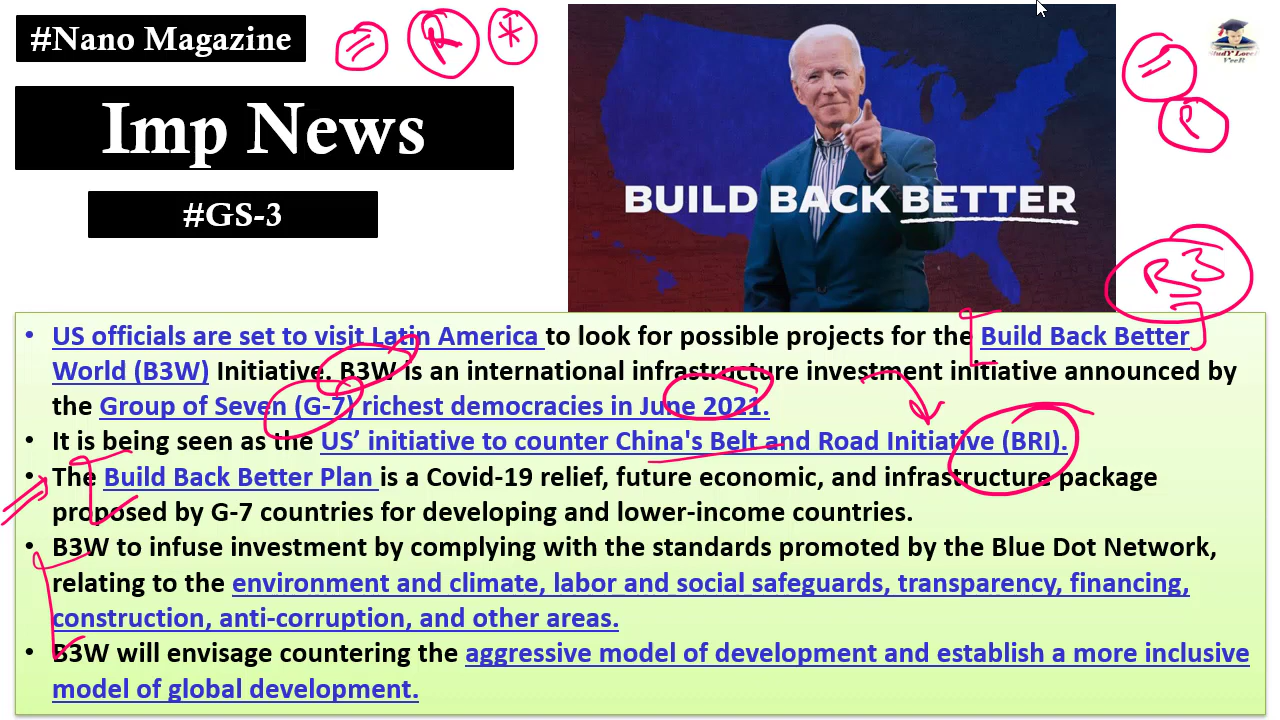 #Nano Magazine
Imp News
#GS-3
BUILD BACK BETTER
• US officials are set to visit Latin America to look for possible projects for the Build Back Better
World (B3W) Initiative. B3W is an international infrastructure investment initiative announced by
the Group of Seven (G-7) richest democracies in June 2021.
• It is being seen as the US’ initiative to counter China's Belt and Road Initiative (BRI).
• The Build Back Better Plan is a Covid-19 relief, future economic, and infrastructure package
proposed by G-7 countries for developing and lower-income countries.
• B3W to infuse investment by complying with the standards promoted by the Blue Dot Network,
relating to the environment and climate, labor and social safeguards, transparency, financing,
construction, anti-corruption, and other areas.
• B3W will envisage countering the aggressive model of development and establish a more inclusive
model of global development.